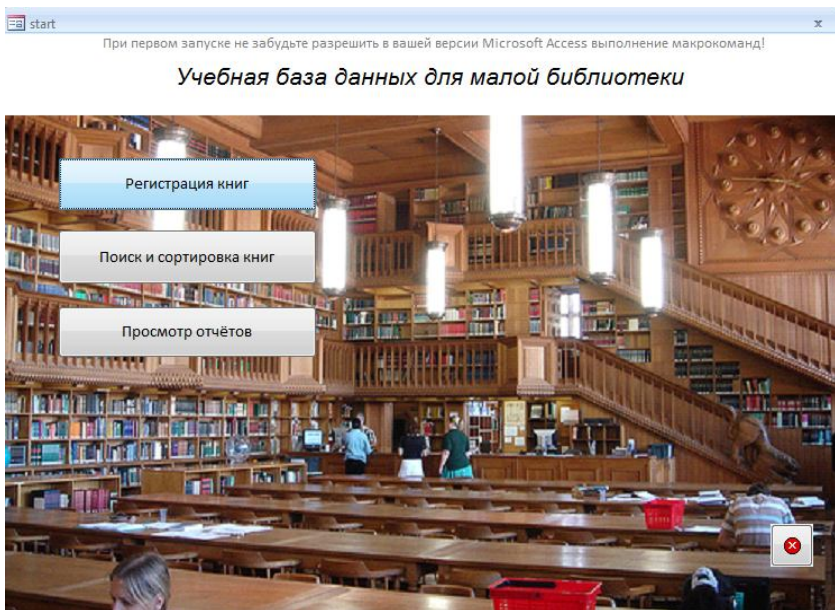 start
При первом запуске не забудьте разрешить в вашей версии Microsoft Access выполнение макрокоманд!
Учебная база данных для малой библиотеки
Регистрация книг
Поиск и сортировка книг
Просмотр отчётов